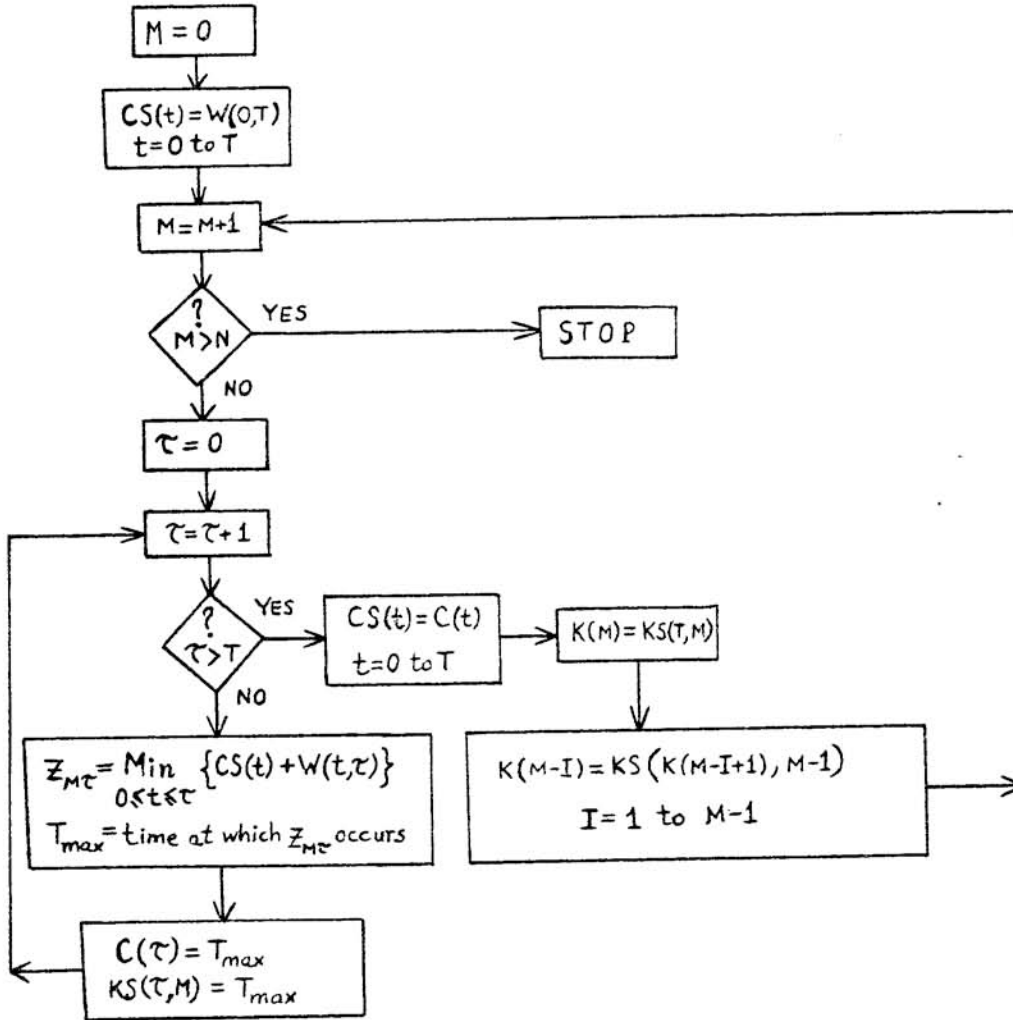 M = 0
CS(t) = W(0,T)
t=0 to T
M = M+1
?
M>N
YES
STOP
NO
τ = 0
τ = τ+1
?
τ>T
YES
CS(t) = C(t)
t=0 to T
K(M) = KS(T,M)
NO
Z_Mτ = Min {CS(t) + W(t,τ)}
0≤t≤τ
T_max = time at which Z_Mτ occurs
K(M-I) = KS(K(M-I+1), M-1)
I = 1 to M-1
C(τ) = T_max
KS(τ,M) = T_max